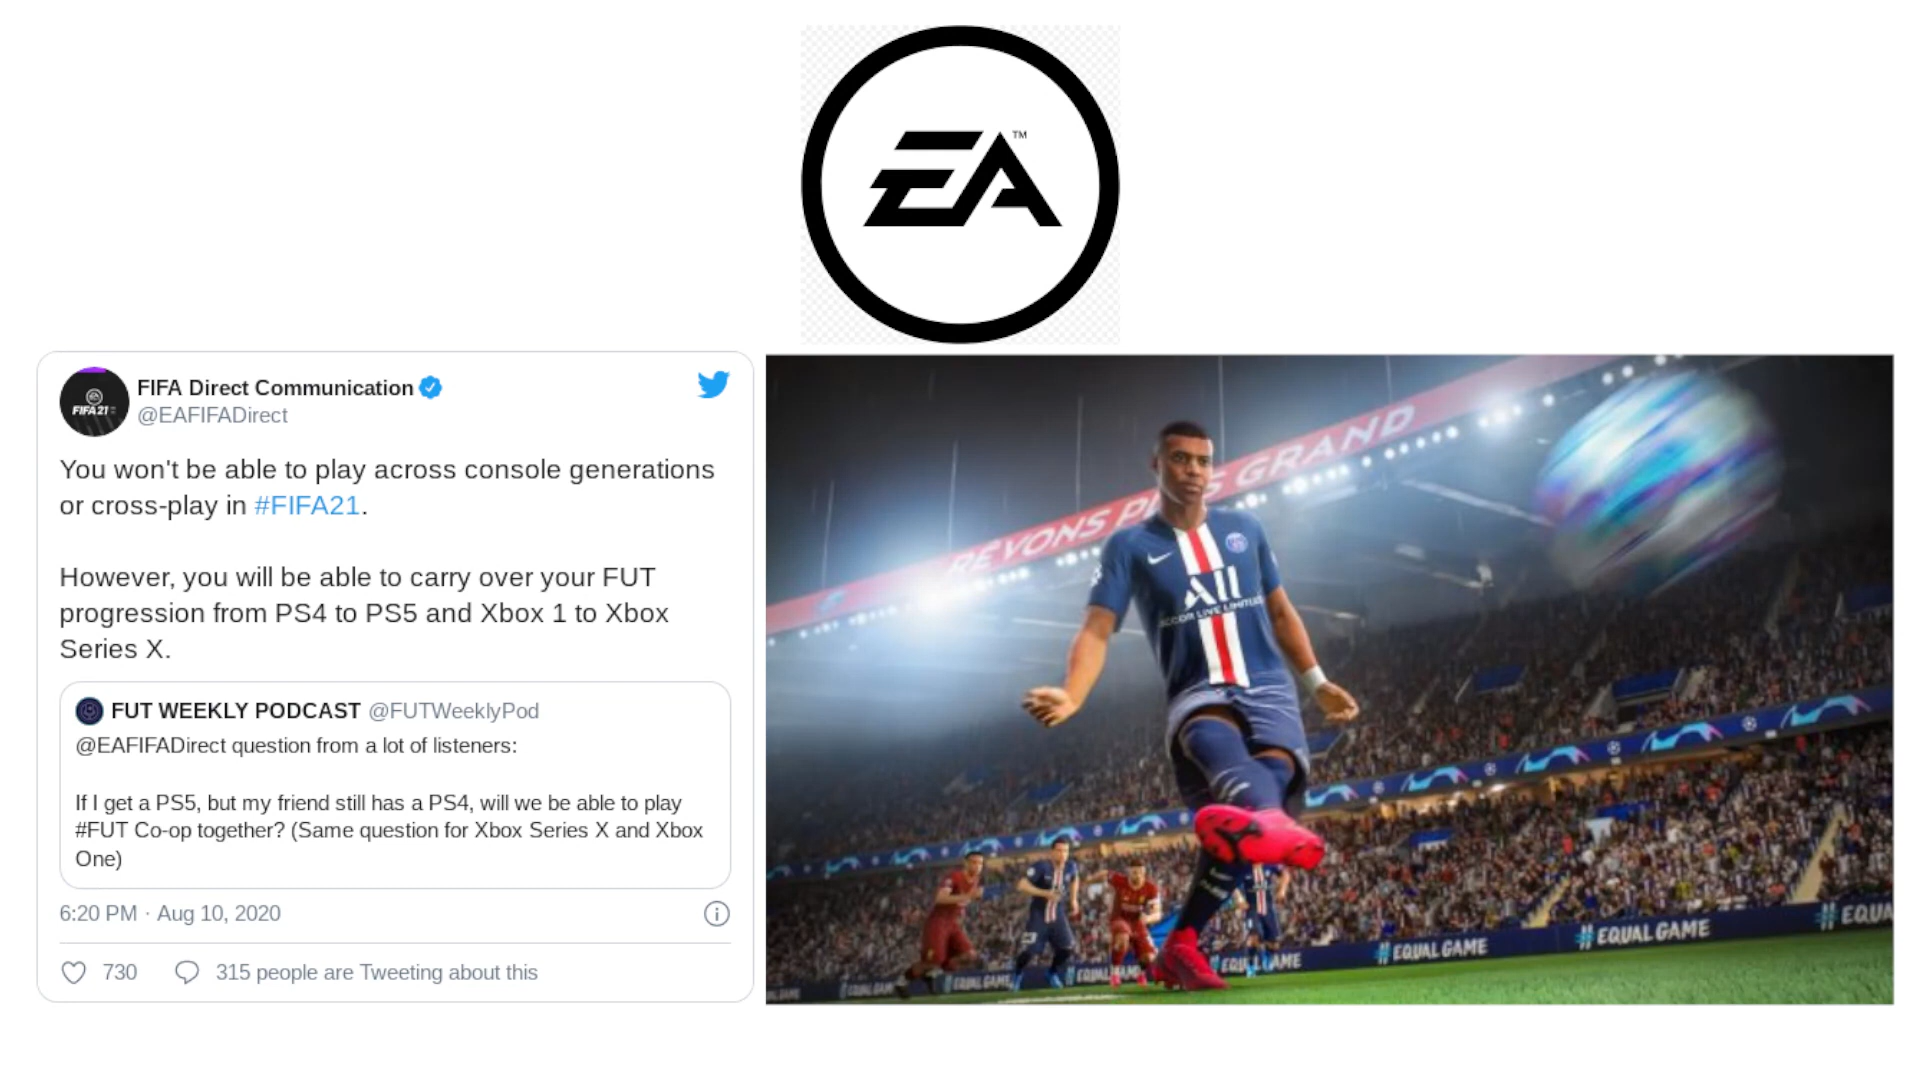 EA
™
FIFA Direct Communication
@EAFIFADirect
You won't be able to play across console generations
or cross-play in #FIFA21.
However, you will be able to carry over your FUT
progression from PS4 to PS5 and Xbox 1 to Xbox
Series X.
FUT WEEKLY PODCAST @FUTWeeklyPod
@EAFIFADirect question from a lot of listeners:
If I get a PS5, but my friend still has a PS4, will we be able to play
#FUT Co-op together? (Same question for Xbox Series X and Xbox
One)
6:20 PM · Aug 10, 2020
730 315 people are Tweeting about this
FIFA 21
GRAND
ACCOR LIVE LIMITLESS
#EQUAL GAME
#EQUAL GAME